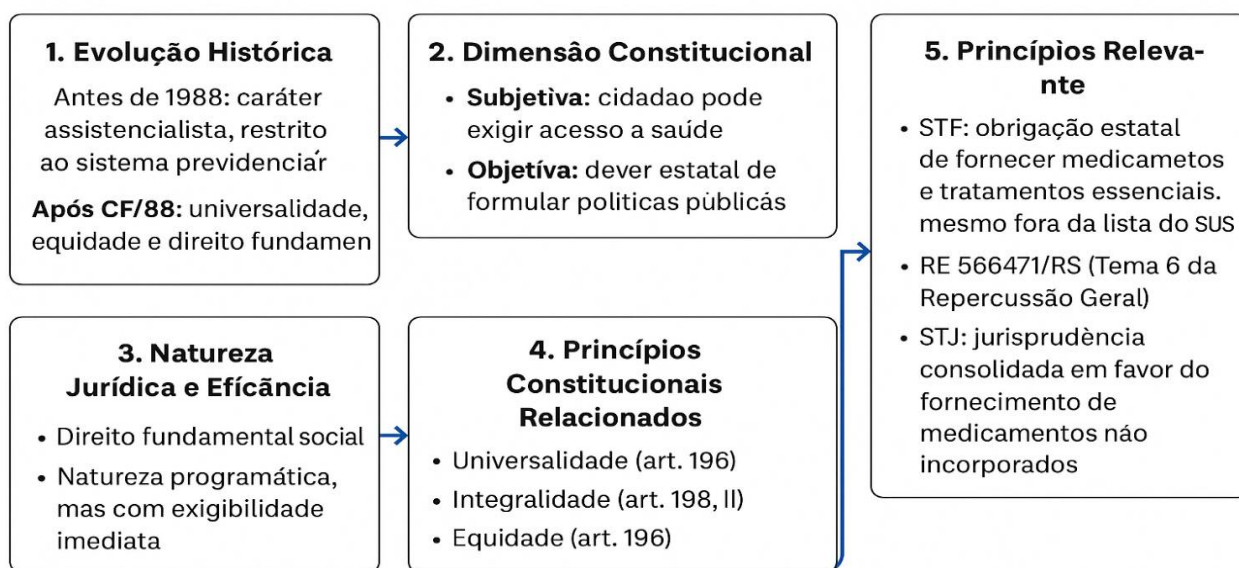 1. Evolução Histórica
Antes de 1988: caráter
assistencialista, restrito
ao sistema previdenciaŕ
Após CF/88: universalidade,
equidade e direito fundamen
2. Dimensâo Constitucional
• Subjetìva: cidadao pode
exigir acesso a saúde
• Objetíva: dever estatal de
formular politicas pùblicás
3. Natureza
Jurídica e Efícãncia
• Direito fundamental social
• Natureza programática,
mas com exigibilidade
imediata
4. Princípios
Constitucionais
Relacionados
• Universalidade (art. 196)
• Integralidade (art. 198, II)
• Equidade (art. 196)
5. Princípìos Releva-
nte
• STF: obrigação estatal
de fornecer medicametos
e tratamentos essenciais.
mesmo fora da lista do SUS
• RE 566471/RS (Tema 6 da
Repercussão Geral)
• STJ: jurisprudència
consolidada em favor do
fornecimento de
medicamentos náo
incorporados